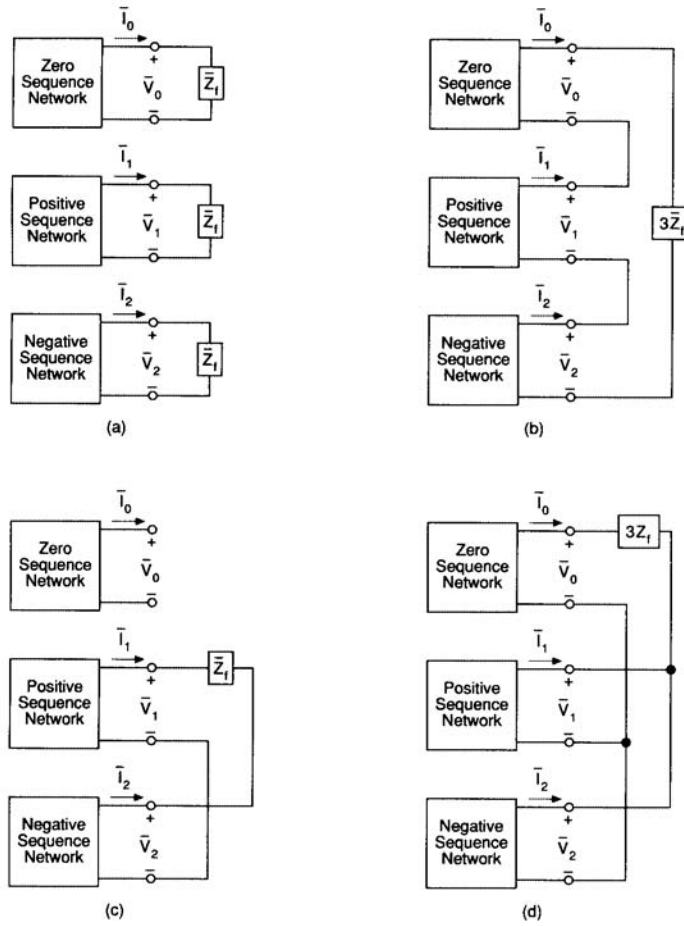 Ī₀
Zero
Sequence
Network
+
V̄₀
−
Z̄f
Ī₁
Positive
Sequence
Network
+
V̄₁
−
Z̄f
Ī₂
Negative
Sequence
Network
+
V̄₂
−
Z̄f
(a)
Ī₀
Zero
Sequence
Network
+
V̄₀
−
Ī₁
Positive
Sequence
Network
+
V̄₁
−
3Z̄f
Ī₂
Negative
Sequence
Network
+
V̄₂
−
(b)
Ī₀
Zero
Sequence
Network
+
V̄₀
−
Ī₁
Positive
Sequence
Network
+
V̄₁
−
Z̄f
Ī₂
Negative
Sequence
Network
+
V̄₂
−
(c)
Ī₀
3Zf
Zero
Sequence
Network
+
V̄₀
−
Ī₁
Positive
Sequence
Network
+
V̄₁
−
Ī₂
Negative
Sequence
Network
+
V̄₂
−
(d)